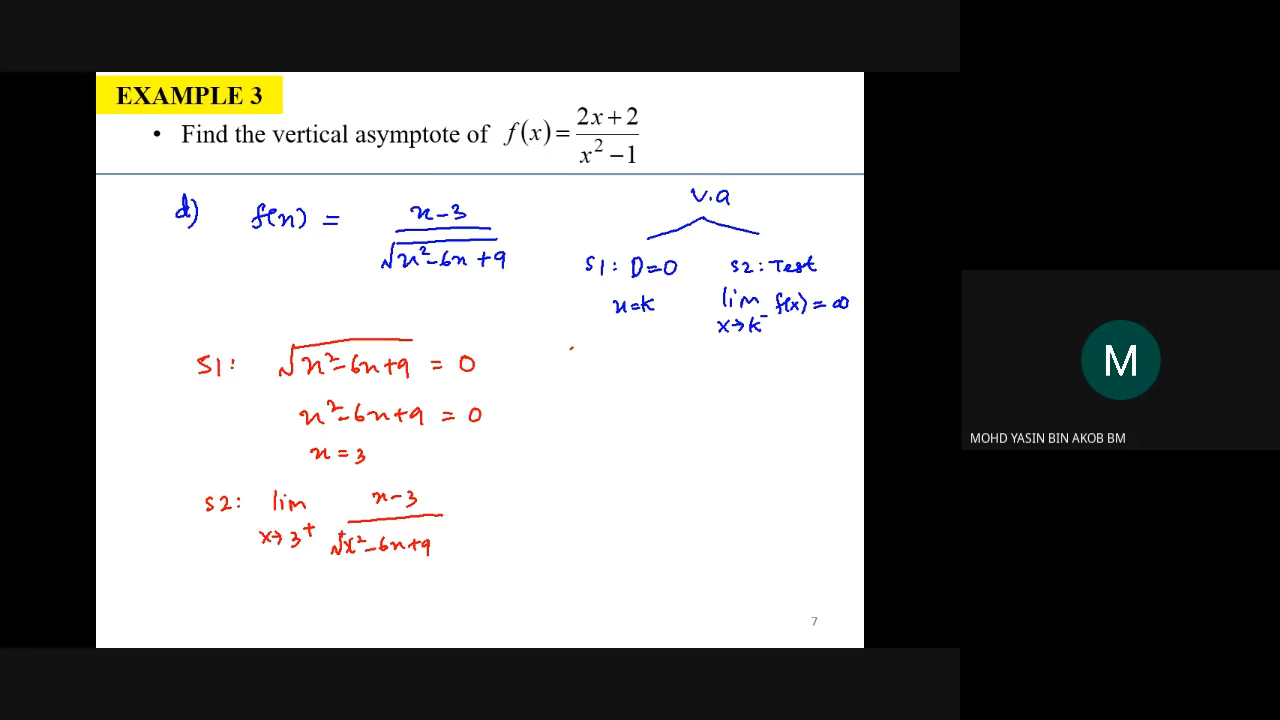 EXAMPLE 3
• Find the vertical asymptote of f(x) = (2x + 2)/(x² − 1)
d) f(x) = (x − 3)/√(x² − 6x + 9)
V.a
S1: D = 0
x = k
S2: Test
lim x→k⁻ f(x) = ∞
S1: √(x² − 6x + 9) = 0
x² − 6x + 9 = 0
x = 3
S2: lim x→3⁺ (x − 3)/⁺√(x² − 6x + 9)
7
M
MOHD YASIN BIN AKOB BM